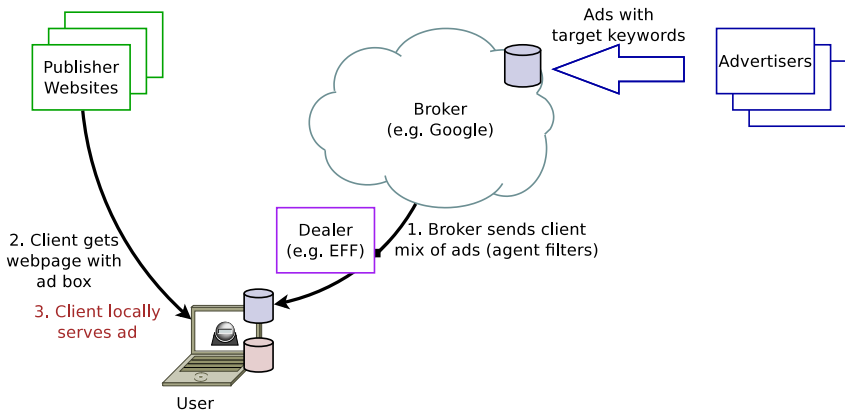 Ads with
target keywords
Publisher
Websites
Advertisers
Broker
(e.g. Google)
Dealer
(e.g. EFF)
1. Broker sends client
mix of ads (agent filters)
2. Client gets
webpage with
ad box
3. Client locally
serves ad
User